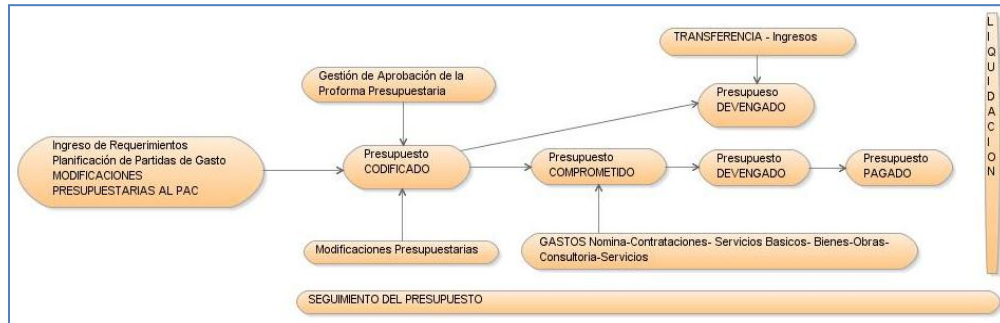 TRANSFERENCIA - Ingresos
Gestión de Aprobación de la
Proforma Presupuestaria
Presupueso
DEVENGADO
Ingreso de Requerimientos
Planificación de Partidas de Gasto
MODIFICACIONES
PRESUPUESTARIAS AL PAC
Presupuesto
CODIFICADO
Presupuesto
COMPROMETIDO
Presupuesto
DEVENGADO
Presupuesto
PAGADO
Modificaciones Presupuestarias
GASTOS Nomina-Contrataciones- Servicios Basicos- Bienes-Obras-
Consultoria-Servicios
SEGUIMIENTO DEL PRESUPUESTO
LIQUIDACION